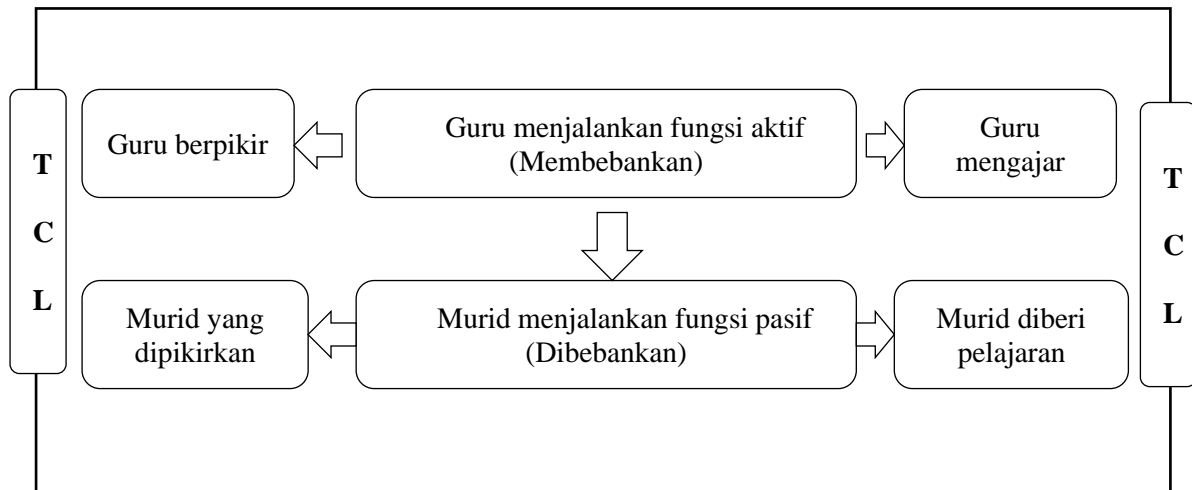 T
C
L
Guru berpikir
Guru menjalankan fungsi aktif
(Membebankan)
Guru
mengajar
Murid yang
dipikirkan
Murid menjalankan fungsi pasif
(Dibebankan)
Murid diberi
pelajaran
T
C
L